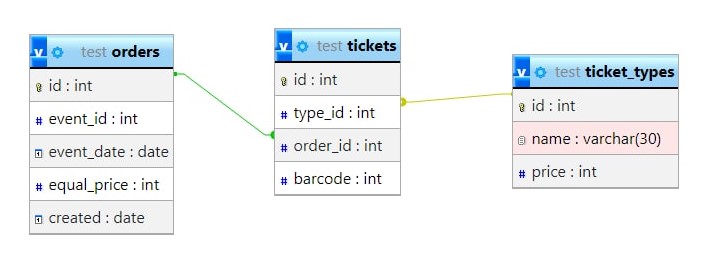 v test orders
id : int
# event_id : int
event_date : date
# equal_price : int
created : date
v test tickets
id : int
# type_id : int
# order_id : int
# barcode : int
v test ticket_types
id : int
name : varchar(30)
# price : int